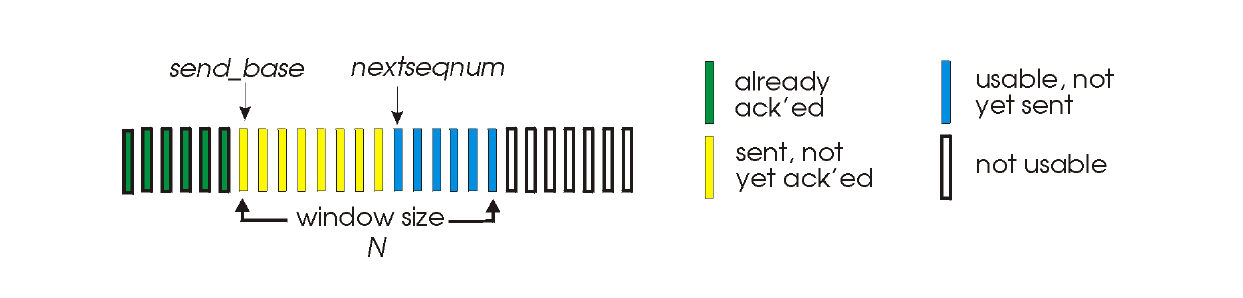 send_base
nextseqnum
window size
N
already
ack'ed
sent, not
yet ack'ed
usable, not
yet sent
not usable